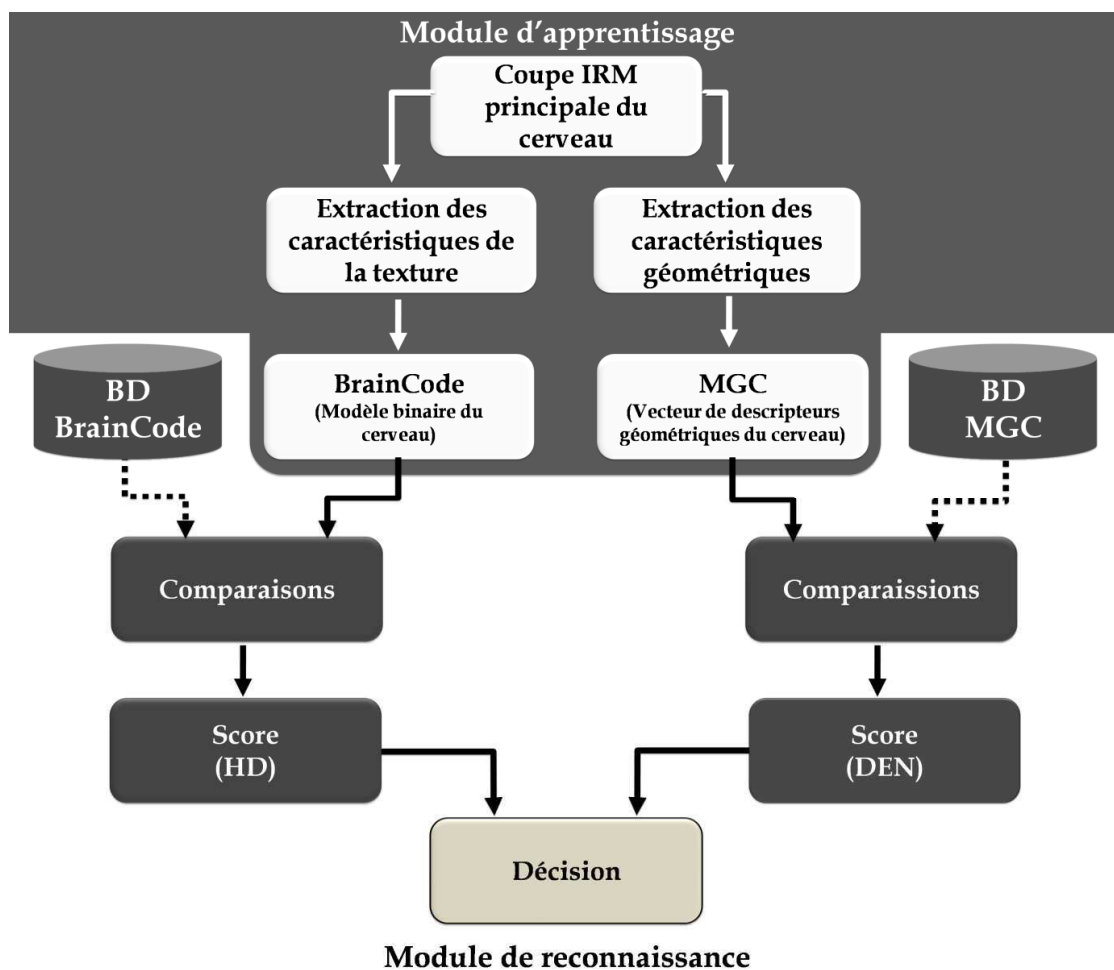 Module d'apprentissage
Coupe IRM
principale du
cerveau
Extraction des
caractéristiques de
la texture
Extraction des
caractéristiques
géométriques
BD
BrainCode
BrainCode
(Modèle binaire du
cerveau)
MGC
(Vecteur de descripteurs
géométriques du cerveau)
BD
MGC
Comparaisons
Comparaissions
Score
(HD)
Score
(DEN)
Décision
Module de reconnaissance